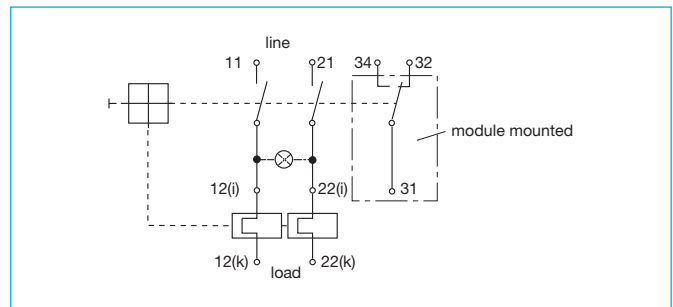 line
11 21 34 32
module mounted
12(i) 22(i) 31
12(k) 22(k)
load